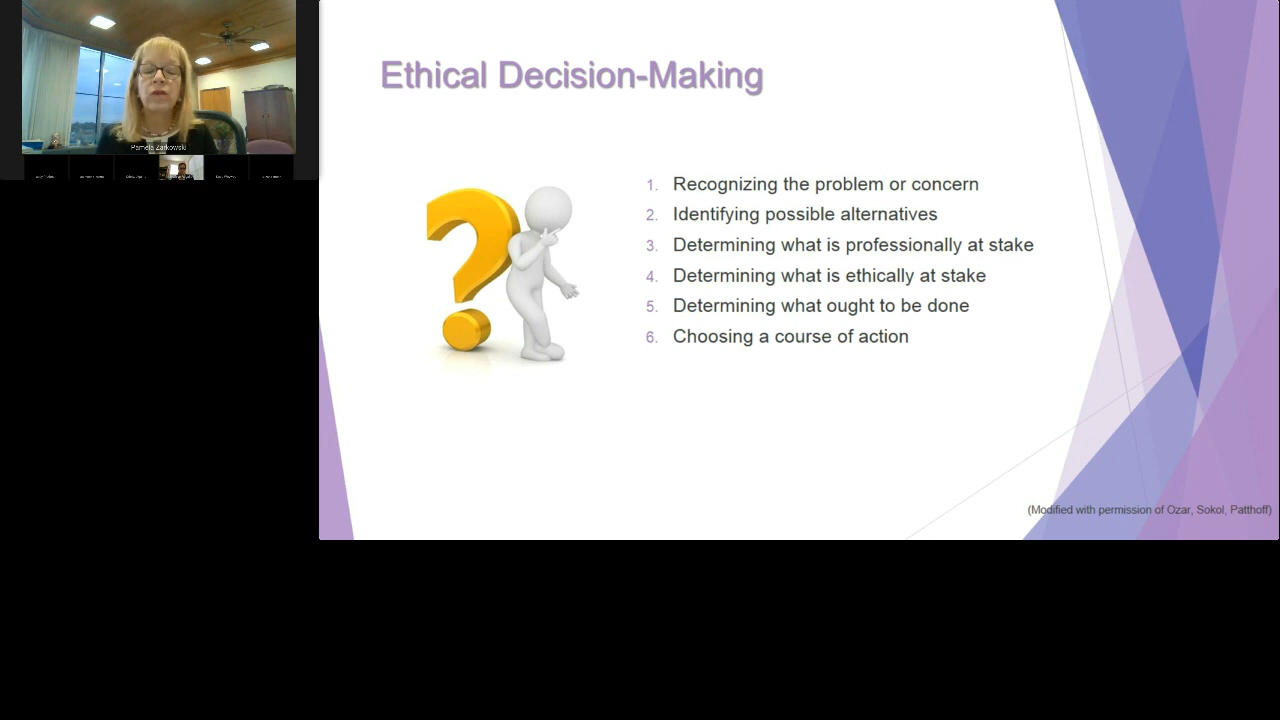 Ethical Decision-Making
Pamela Zarkowski
1. Recognizing the problem or concern
2. Identifying possible alternatives
3. Determining what is professionally at stake
4. Determining what is ethically at stake
5. Determining what ought to be done
6. Choosing a course of action
(Modified with permission of Ozar, Sokol, Patthoff)